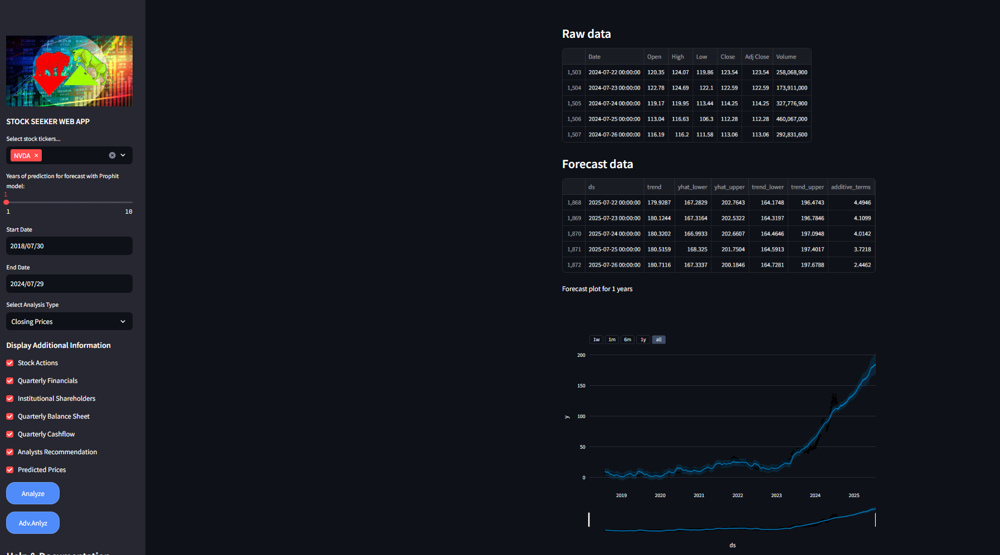 STOCK SEEKER WEB APP
Select stock tickers...
NVDA ×
Years of prediction for forecast with Prophit
model:
1
1 10
Start Date
2018/07/30
End Date
2024/07/29
Select Analysis Type
Closing Prices
Display Additional Information
Stock Actions
Quarterly Financials
Institutional Shareholders
Quarterly Balance Sheet
Quarterly Cashflow
Analysts Recommendation
Predicted Prices
Analyze
Adv.Anlyz
Help & Documentation
Raw data
Date Open High Low Close Adj Close Volume
1,503 2024-07-22 00:00:00 120.35 124.07 119.86 123.54 123.54 258,068,900
1,504 2024-07-23 00:00:00 122.78 124.69 122.1 122.59 122.59 173,911,000
1,505 2024-07-24 00:00:00 119.17 119.95 113.44 114.25 114.25 327,776,900
1,506 2024-07-25 00:00:00 113.04 116.63 106.3 112.28 112.28 460,067,000
1,507 2024-07-26 00:00:00 116.19 116.2 111.58 113.06 113.06 292,831,600
Forecast data
ds trend yhat_lower yhat_upper trend_lower trend_upper additive_terms
1,868 2025-07-22 00:00:00 179.9287 167.2829 202.7643 164.1748 196.4743 4.4946
1,869 2025-07-23 00:00:00 180.1244 167.3164 202.5322 164.3197 196.7846 4.1099
1,870 2025-07-24 00:00:00 180.3202 166.9933 202.6607 164.4646 197.0948 4.0142
1,871 2025-07-25 00:00:00 180.5159 168.325 201.7504 164.5913 197.4017 3.7218
1,872 2025-07-26 00:00:00 180.7116 167.3337 200.1846 164.7281 197.6788 2.4462
Forecast plot for 1 years
1w 1m 6m 1y all
200
150
100
50
0
y
2019 2020 2021 2022 2023 2024 2025
ds